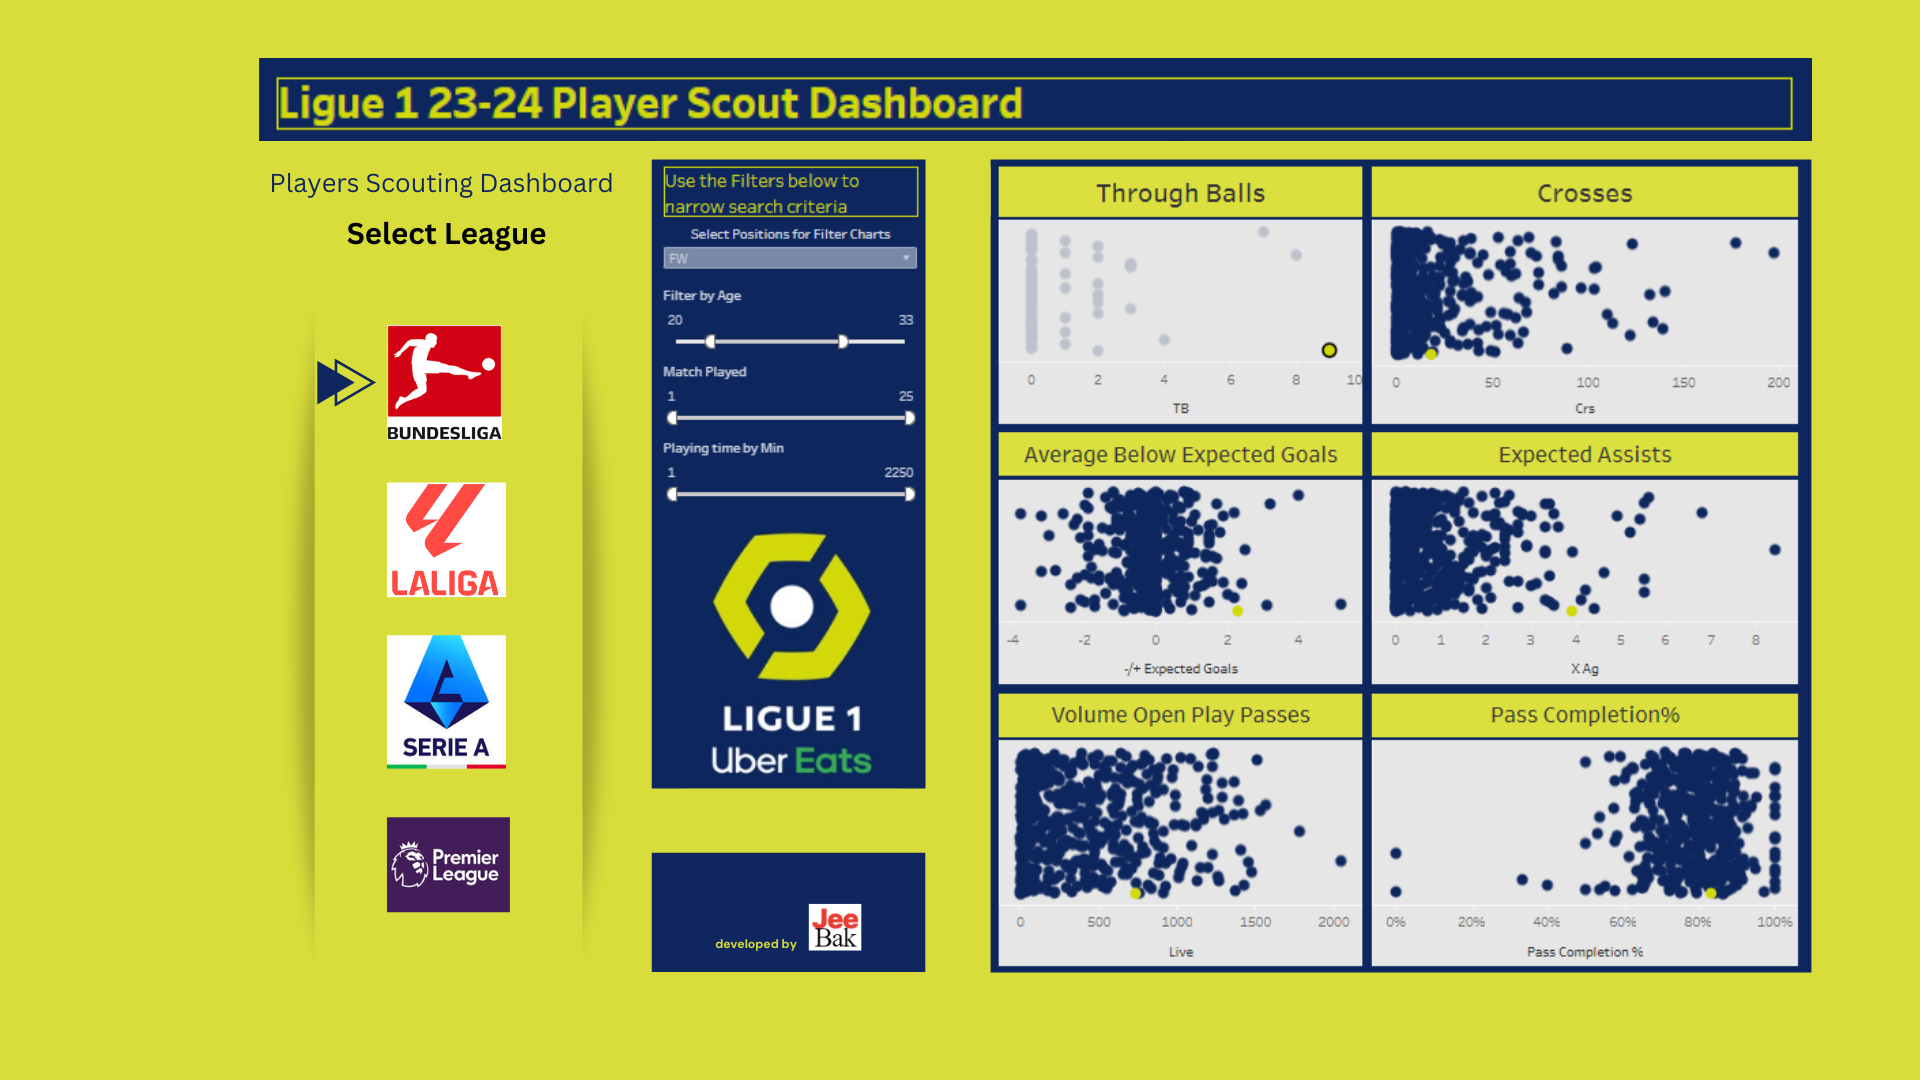 Ligue 1 23-24 Player Scout Dashboard
Players Scouting Dashboard
Select League
BUNDESLIGA
LALIGA
SERIE A
Premier
League
Use the Filters below to
narrow search criteria
Select Positions for Filter Charts
FW
Filter by Age
20 33
Match Played
1 25
Playing time by Min
1 2250
LIGUE 1
Uber Eats
developed by
Jee
Bak
Through Balls
0 2 4 6 8 10
TB
Crosses
0 50 100 150 200
Crs
Average Below Expected Goals
-4 -2 0 2 4
-/+ Expected Goals
Expected Assists
0 1 2 3 4 5 6 7 8
X Ag
Volume Open Play Passes
0 500 1000 1500 2000
Live
Pass Completion%
0% 20% 40% 60% 80% 100%
Pass Completion %